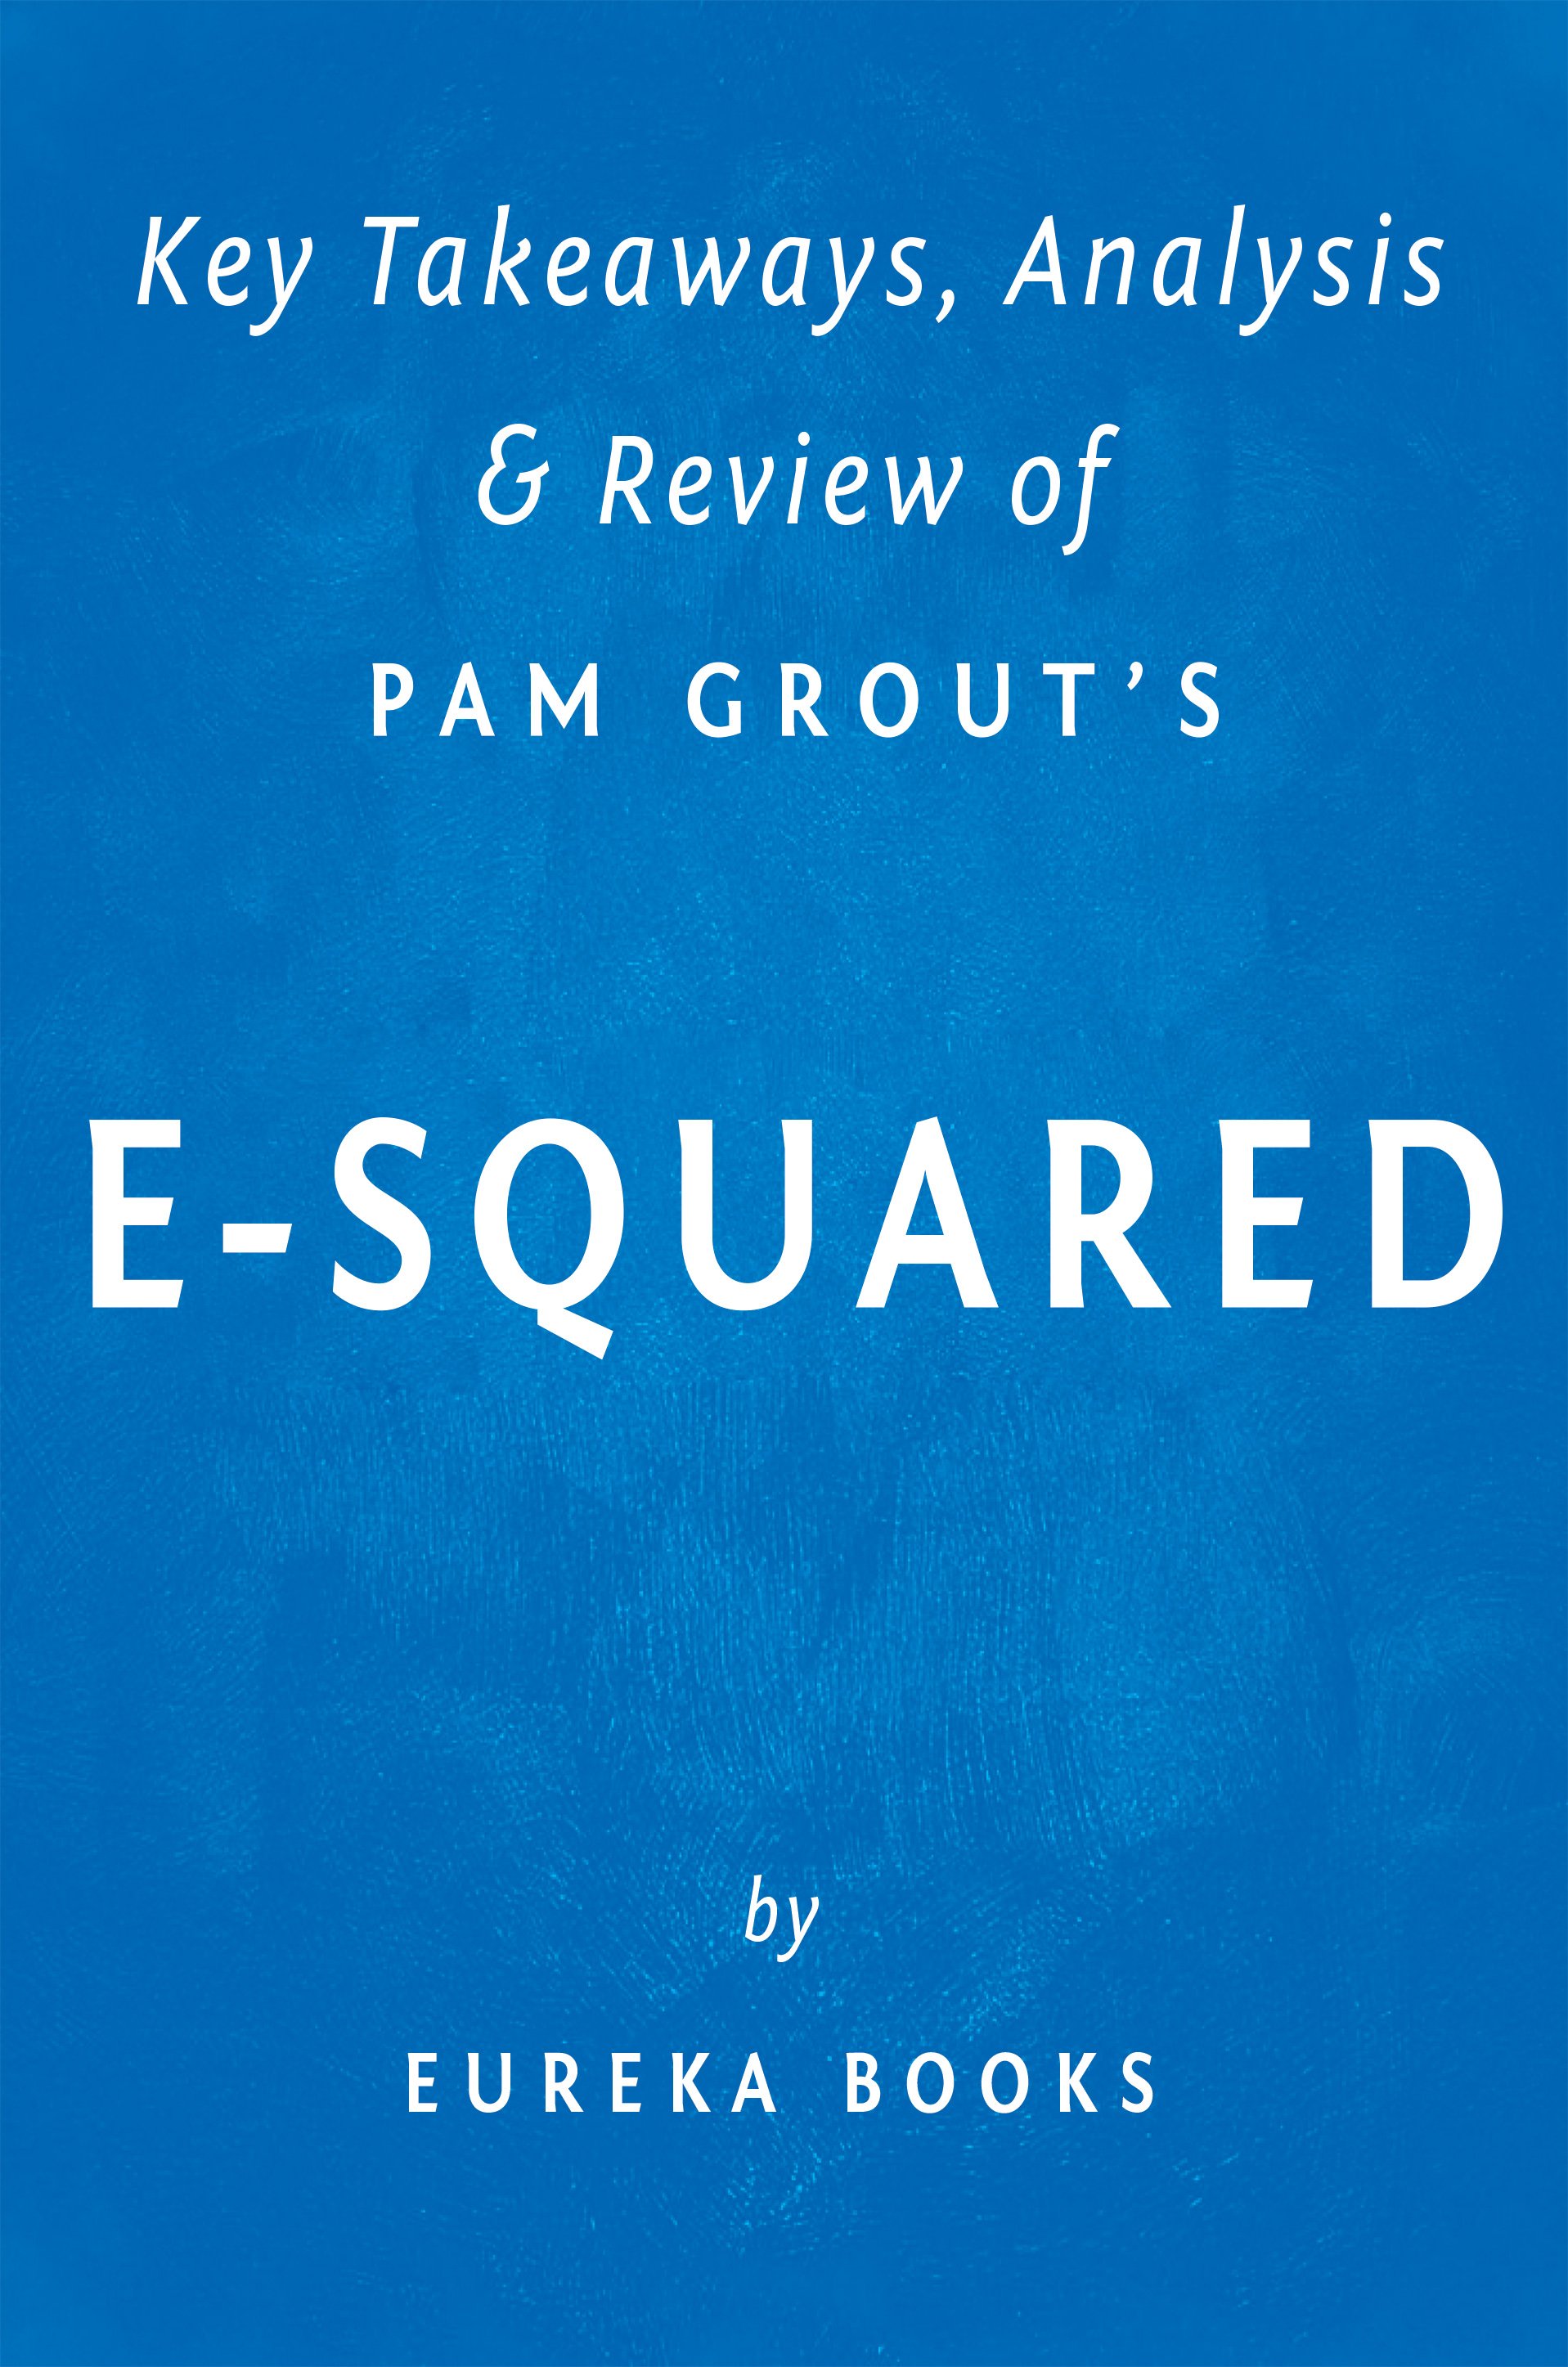 Key Takeaways, Analysis
& Review of
PAM GROUT’S
E-SQUARED
by
EUREKA BOOKS